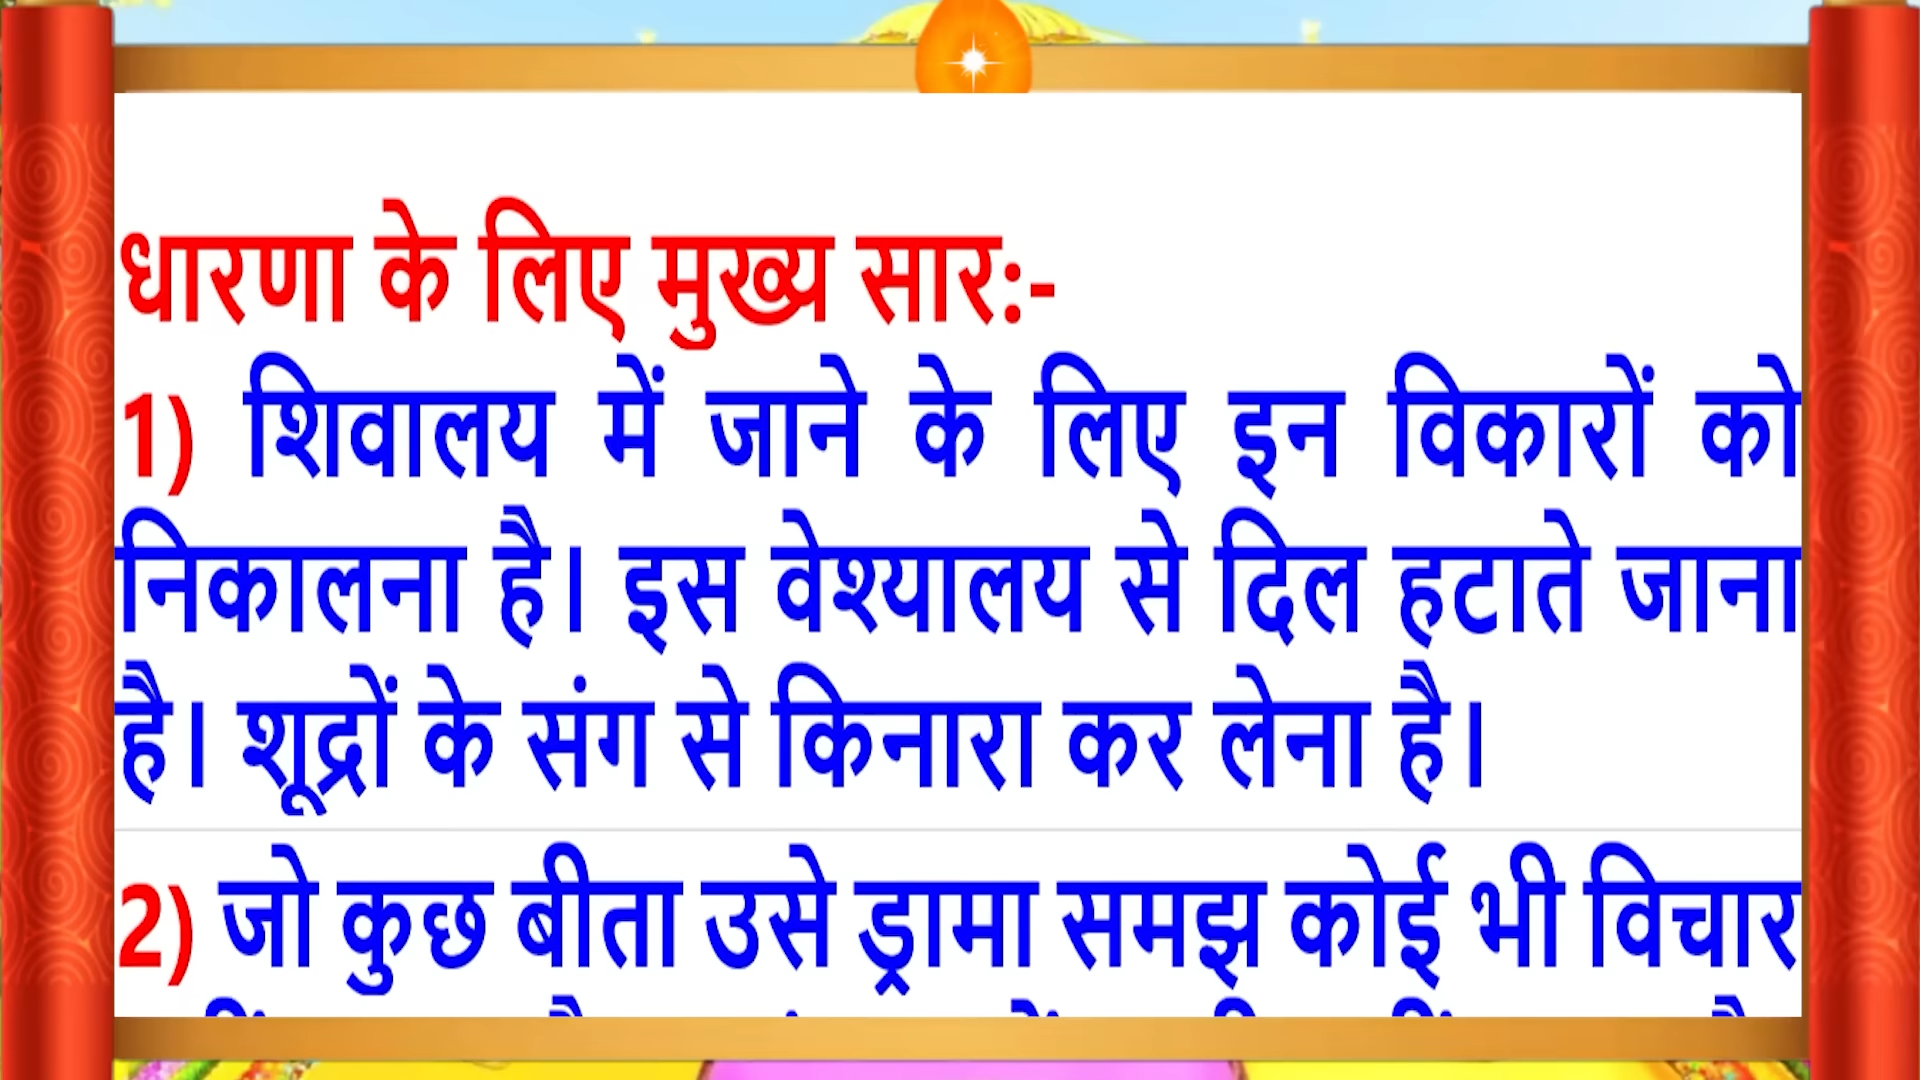 धारणा के लिए मुख्य सार:-
1) शिवालय में जाने के लिए इन विकारों को
निकालना है। इस वेश्यालय से दिल हटाते जाना
है। शूद्रों के संग से किनारा कर लेना है।
2) जो कुछ बीता उसे ड्रामा समझ कोई भी विचार